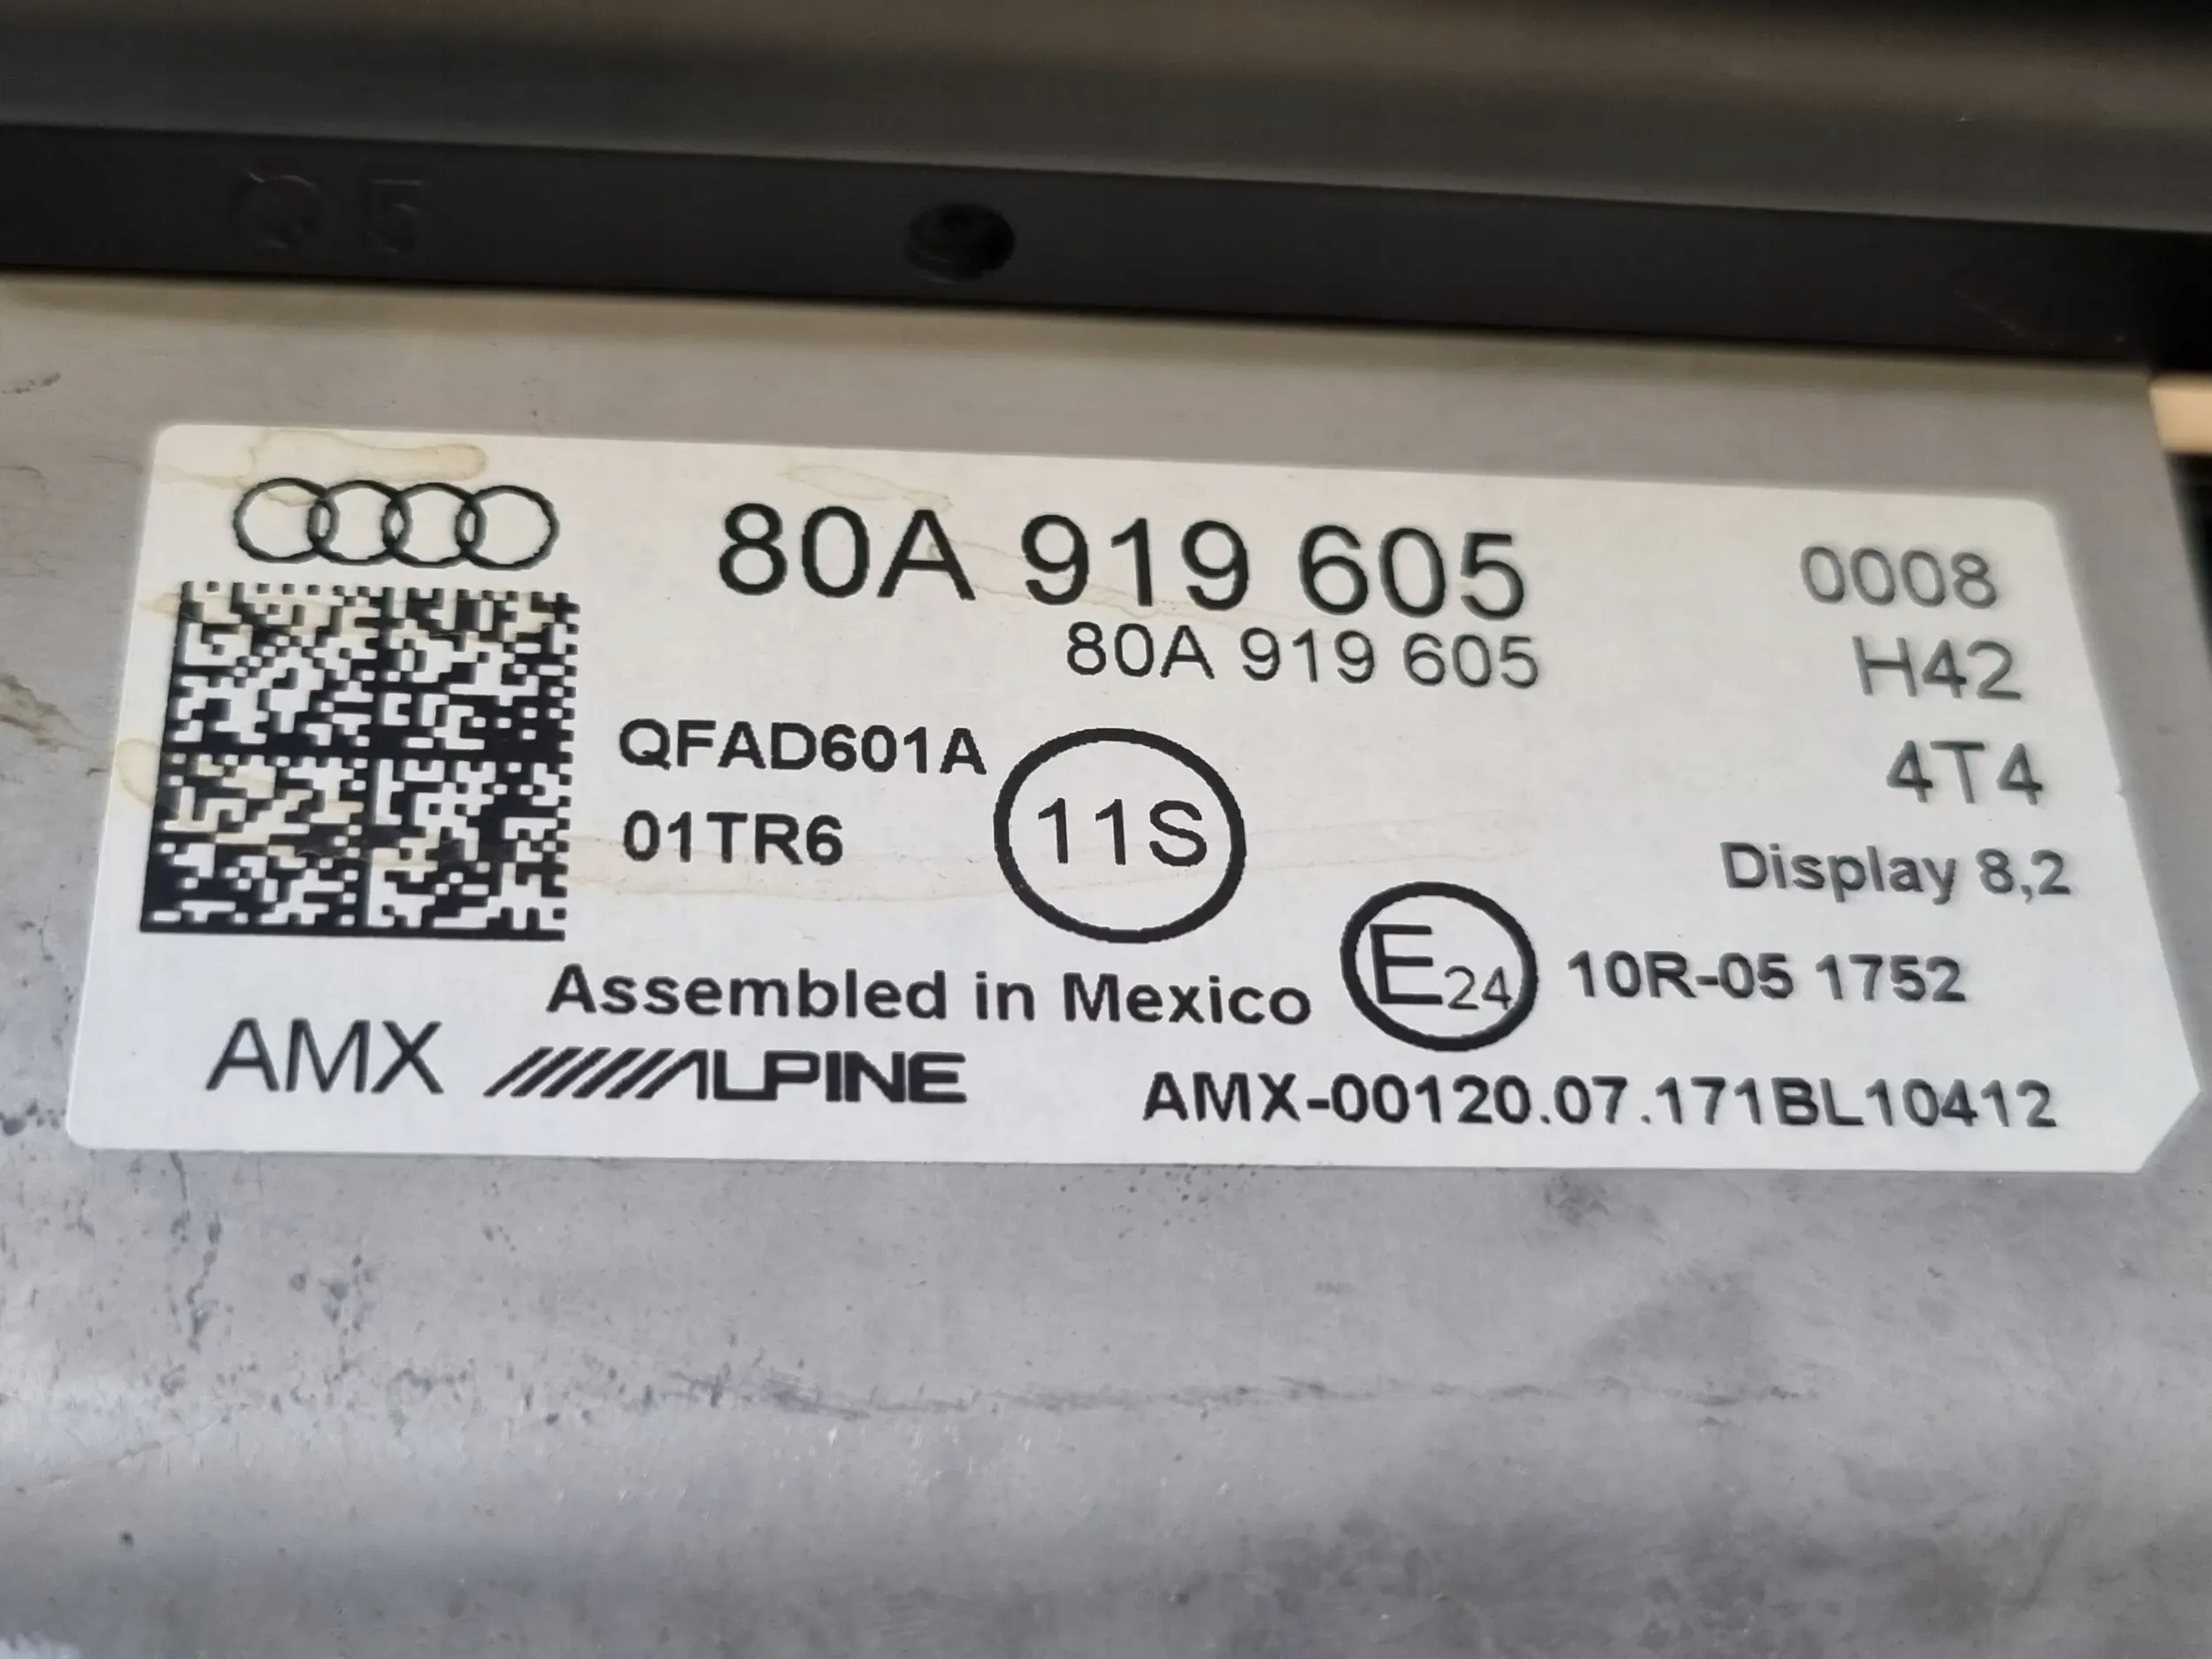 Q5
80A 919 605
0008
80A 919 605
H42
QFAD601A
4T4
01TR6
11S
Display 8,2
Assembled in Mexico
E24
10R-05 1752
AMX
ALPINE
AMX-00120.07.171BL10412